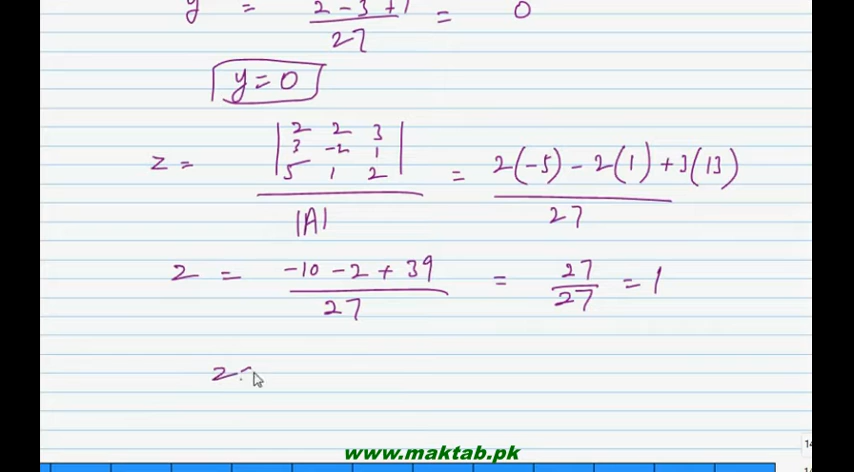 y = 2 - 3 + 1 / 27 = 0
y = 0
z = | 2 2 3 | 3 -2 1 | 5 1 2 | / |A| = 2(-5) - 2(1) + 3(13) / 27
z = -10 - 2 + 39 / 27 = 27 / 27 = 1
z =
www.maktab.pk
14